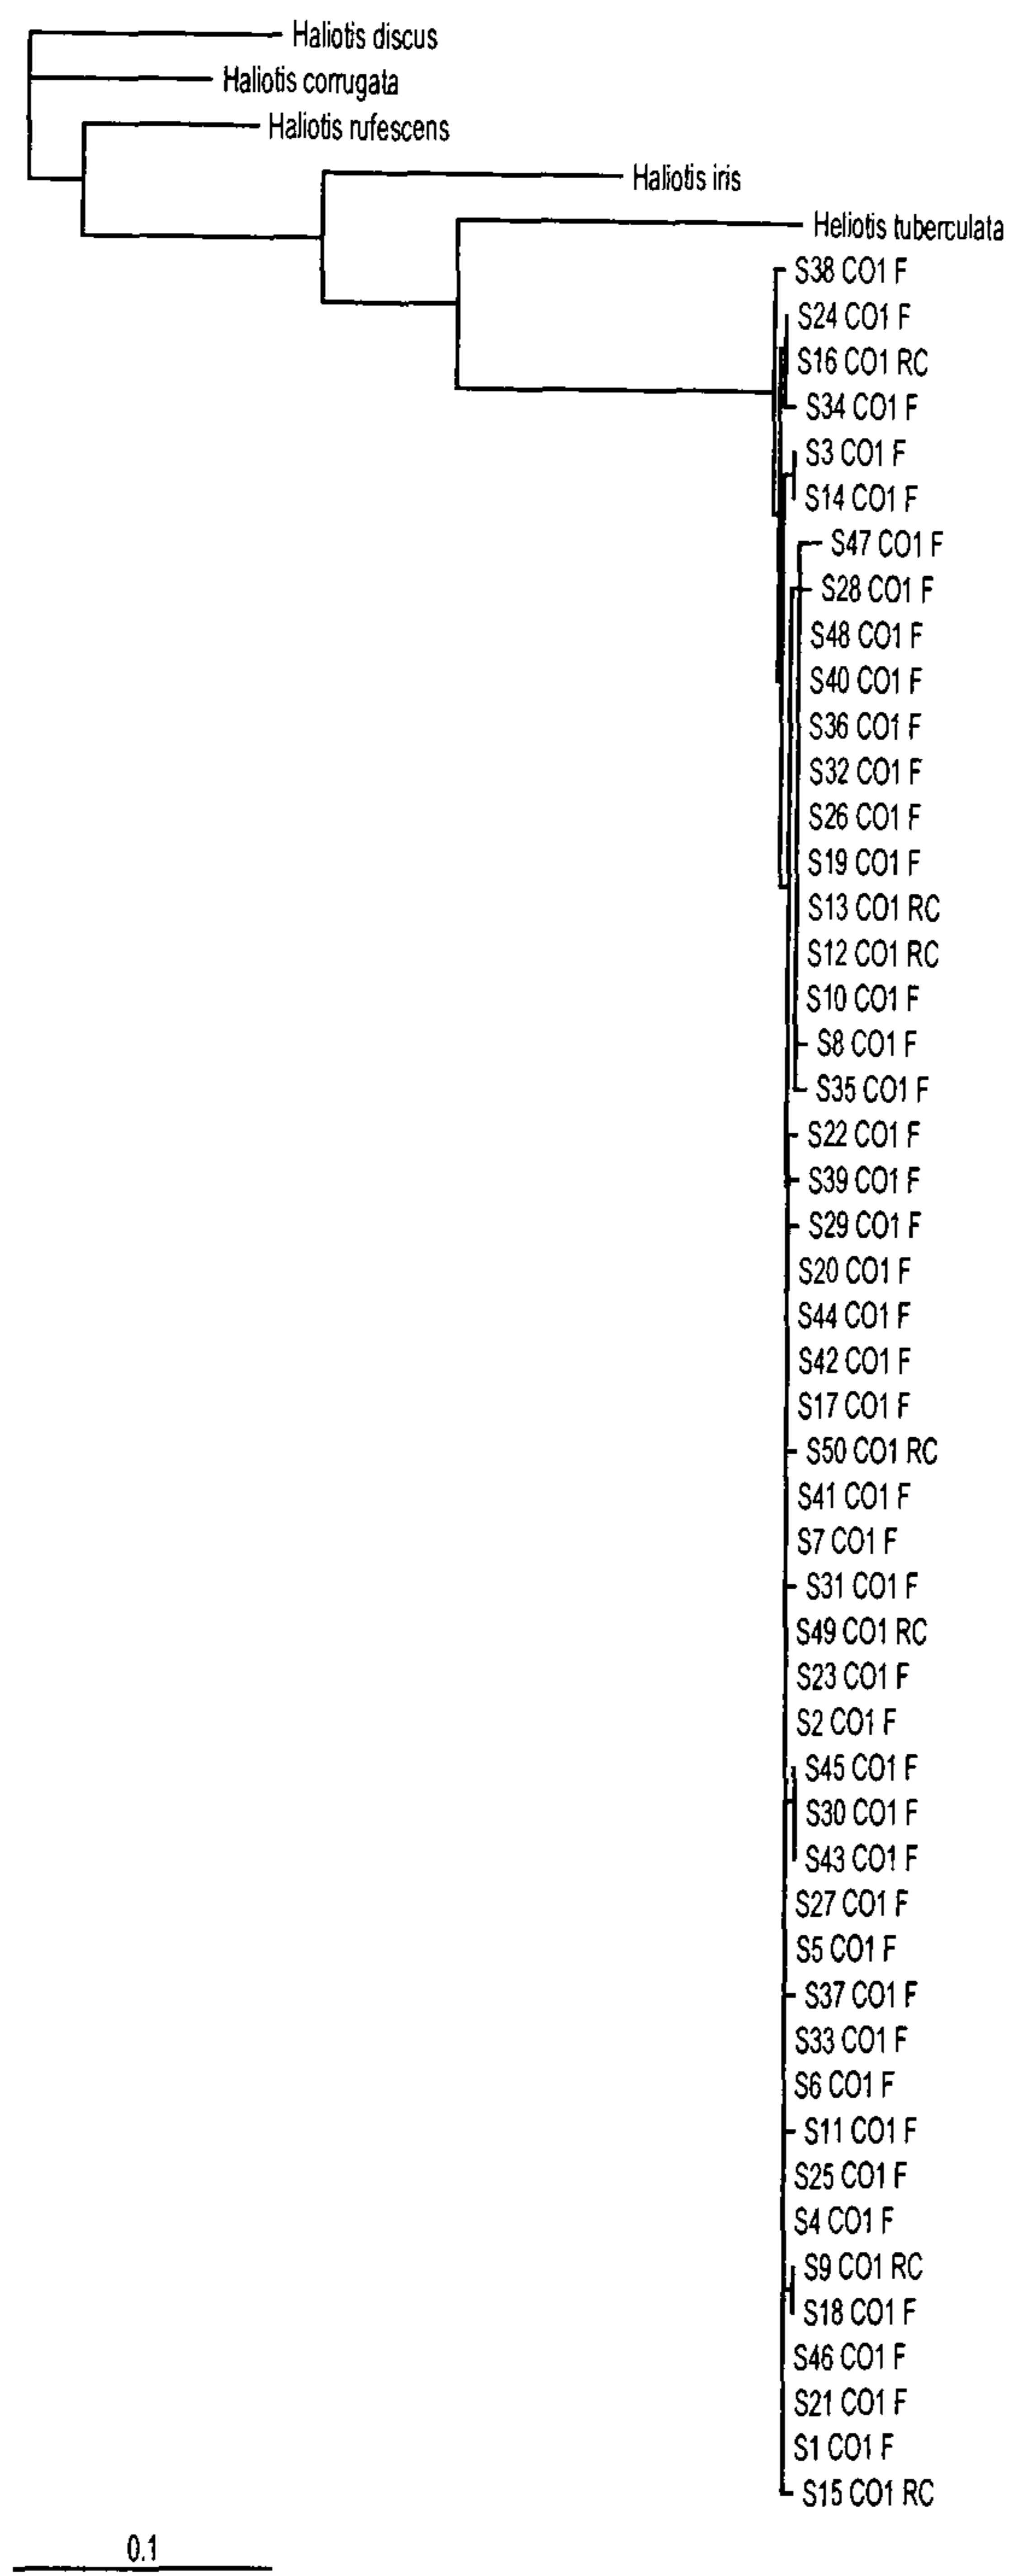 Haliotis discus
Haliotis corrugata
Haliotis rufescens
Haliotis iris
Heliotis tuberculata
S38 CO1 F
S24 CO1 F
S16 CO1 RC
S34 CO1 F
S3 CO1 F
S14 CO1 F
S47 CO1 F
S28 CO1 F
S48 CO1 F
S40 CO1 F
S36 CO1 F
S32 CO1 F
S26 CO1 F
S19 CO1 F
S13 CO1 RC
S12 CO1 RC
S10 CO1 F
S8 CO1 F
S35 CO1 F
S22 CO1 F
S39 CO1 F
S29 CO1 F
S20 CO1 F
S44 CO1 F
S42 CO1 F
S17 CO1 F
S50 CO1 RC
S41 CO1 F
S7 CO1 F
S31 CO1 F
S49 CO1 RC
S23 CO1 F
S2 CO1 F
S45 CO1 F
S30 CO1 F
S43 CO1 F
S27 CO1 F
S5 CO1 F
S37 CO1 F
S33 CO1 F
S6 CO1 F
S11 CO1 F
S25 CO1 F
S4 CO1 F
S9 CO1 RC
S18 CO1 F
S46 CO1 F
S21 CO1 F
S1 CO1 F
S15 CO1 RC
0.1